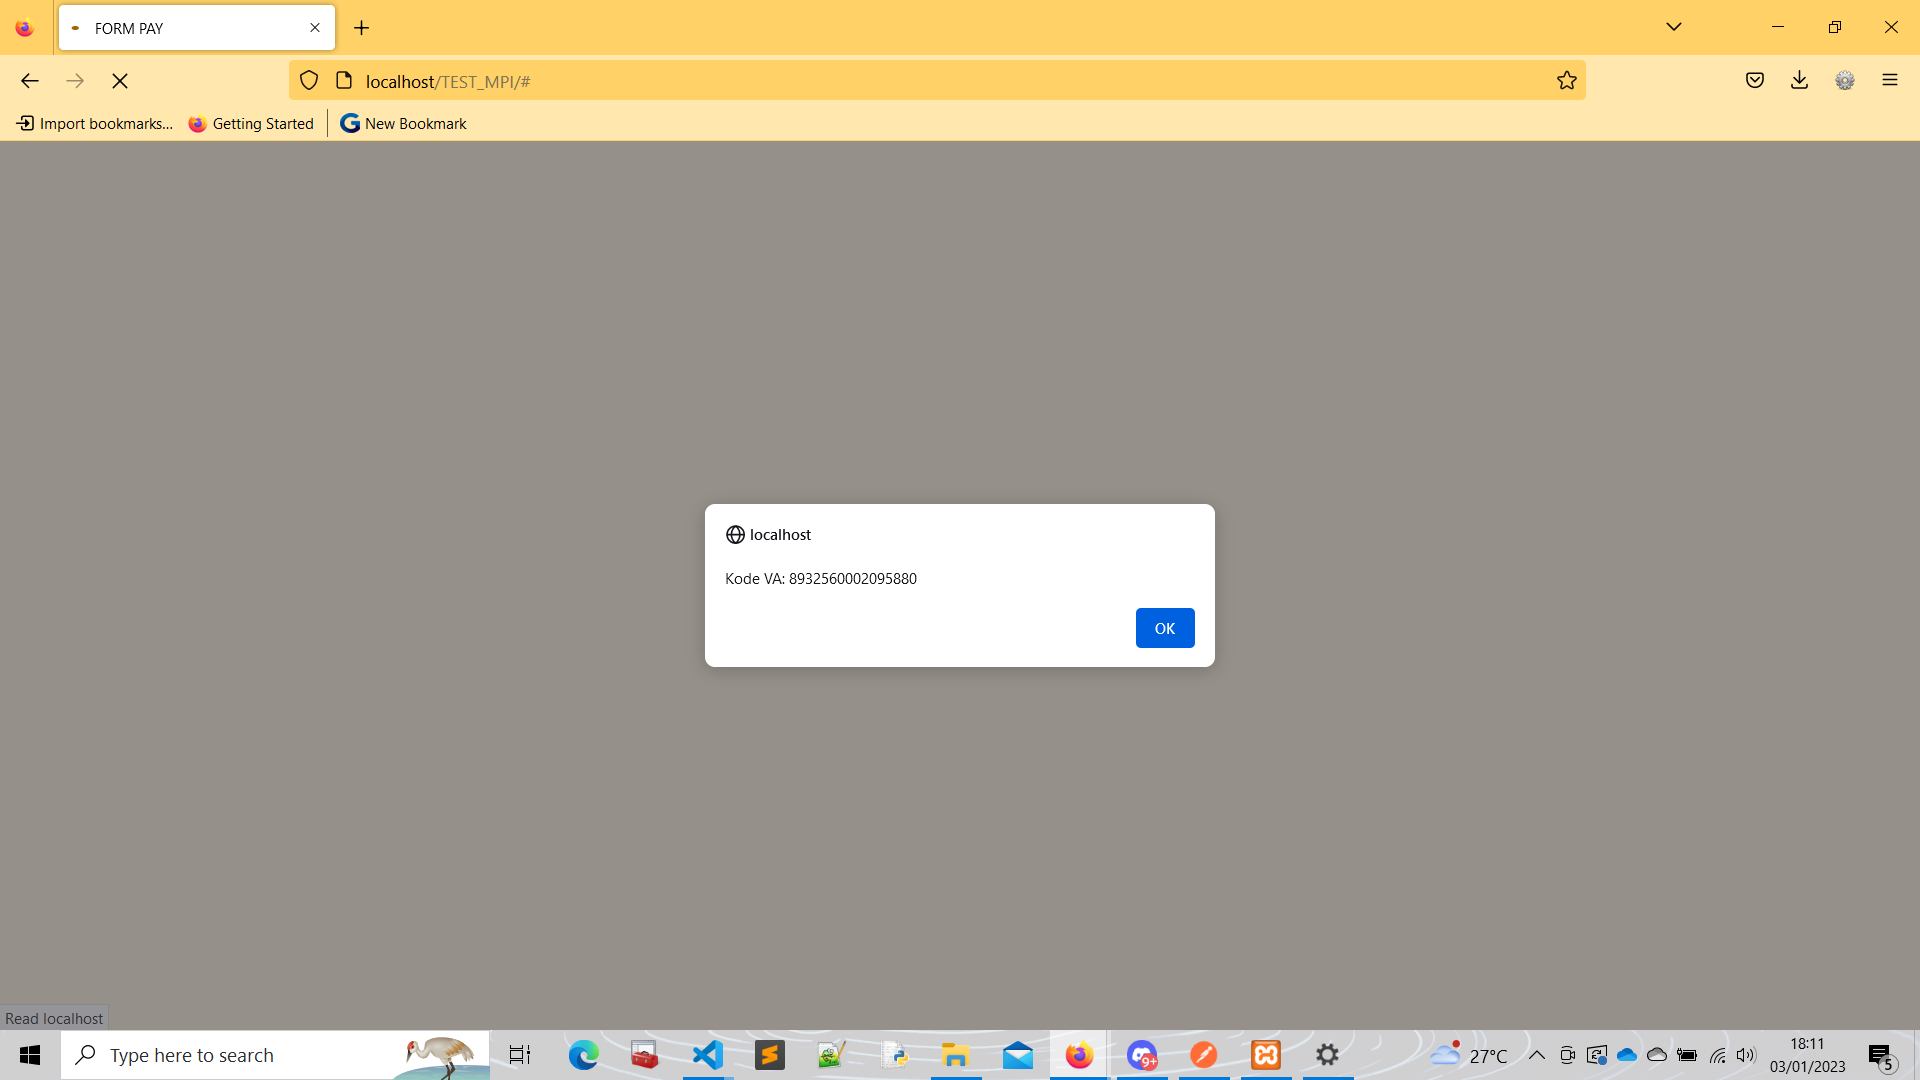 FORM PAY
localhost/TEST_MPI/#
Import bookmarks...
Getting Started
New Bookmark
localhost
Kode VA: 8932560002095880
OK
Read localhost
Type here to search
9+
27°C
18:11
03/01/2023
5